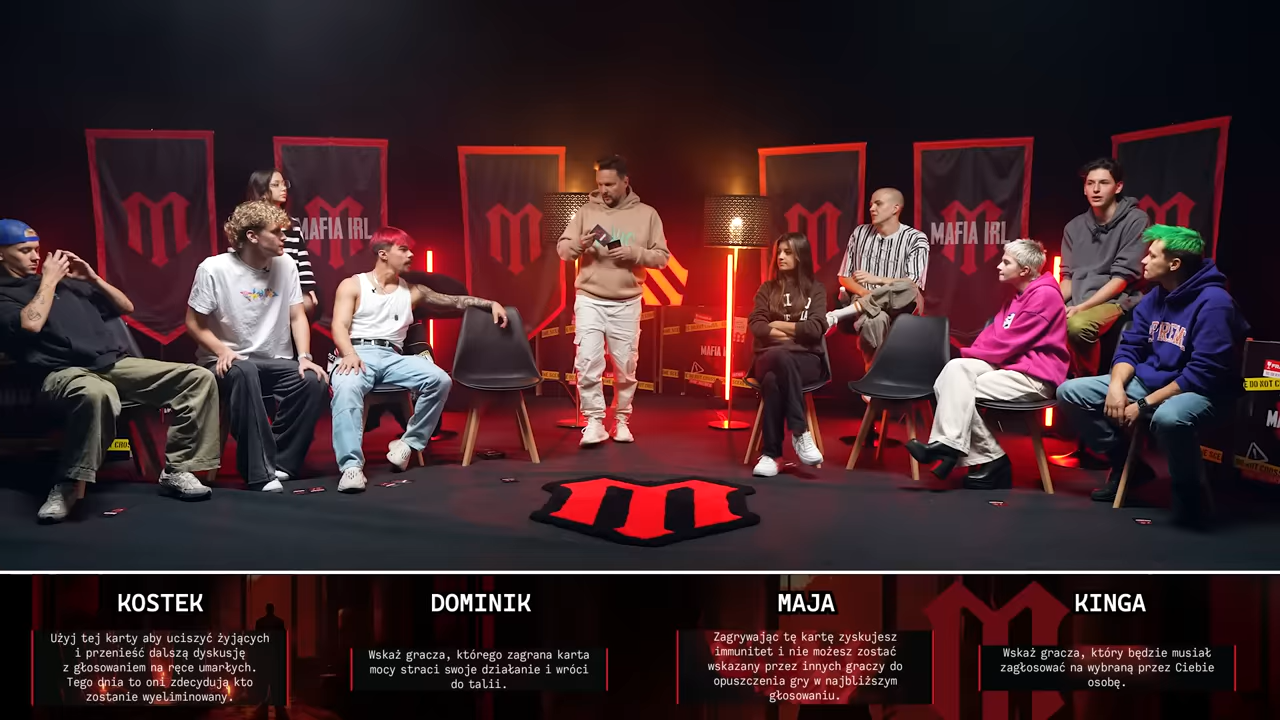 MAFIA IRL
MAFIA IRL
KOSTEK
Użyj tej karty aby uciszyć żyjących
i przenieść dalszą dyskusję
z głosowaniem na ręce umarłych.
Tego dnia to oni zdecydują kto
zostanie wyeliminowany.
DOMINIK
Wskaż gracza, którego zagrana karta
mocy straci swoje działanie i wróci
do talii.
MAJA
Zagrywając tę kartę zyskujesz
immunitet i nie możesz zostać
wskazany przez innych graczy do
opuszczenia gry w najbliższym
głosowaniu.
KINGA
Wskaż gracza, który będzie musiał
zagłosować na wybraną przez Ciebie
osobę.